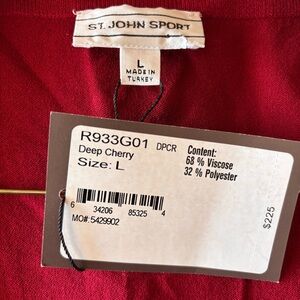 ST. JOHN SPORT
L
MADE IN
TURKEY
R933G01 DPCR
Deep Cherry
Size: L
Content:
68 % Viscose
32 % Polyester
6 34206 85325 4
MO#: 5429902
$225